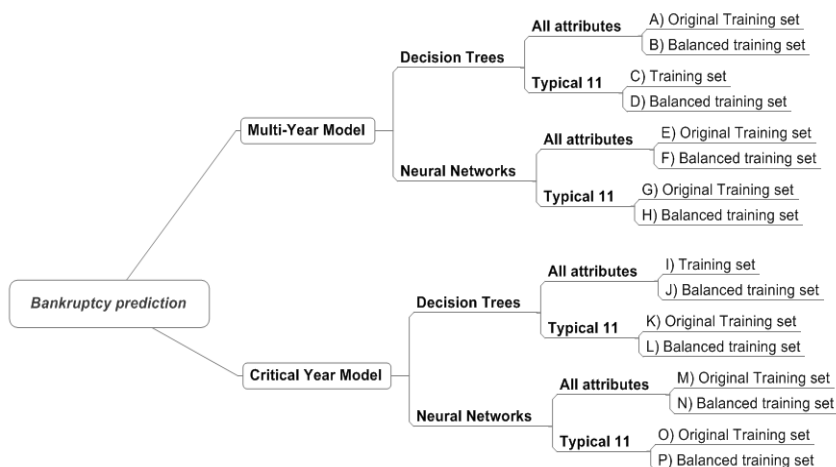 All attributes
A) Original Training set
B) Balanced training set
Decision Trees
Typical 11
C) Training set
D) Balanced training set
Multi-Year Model
All attributes
E) Original Training set
F) Balanced training set
Neural Networks
Typical 11
G) Original Training set
H) Balanced training set
Bankruptcy prediction
All attributes
I) Training set
J) Balanced training set
Decision Trees
Typical 11
K) Original Training set
L) Balanced training set
Critical Year Model
All attributes
M) Original Training set
N) Balanced training set
Neural Networks
Typical 11
O) Original Training set
P) Balanced training set